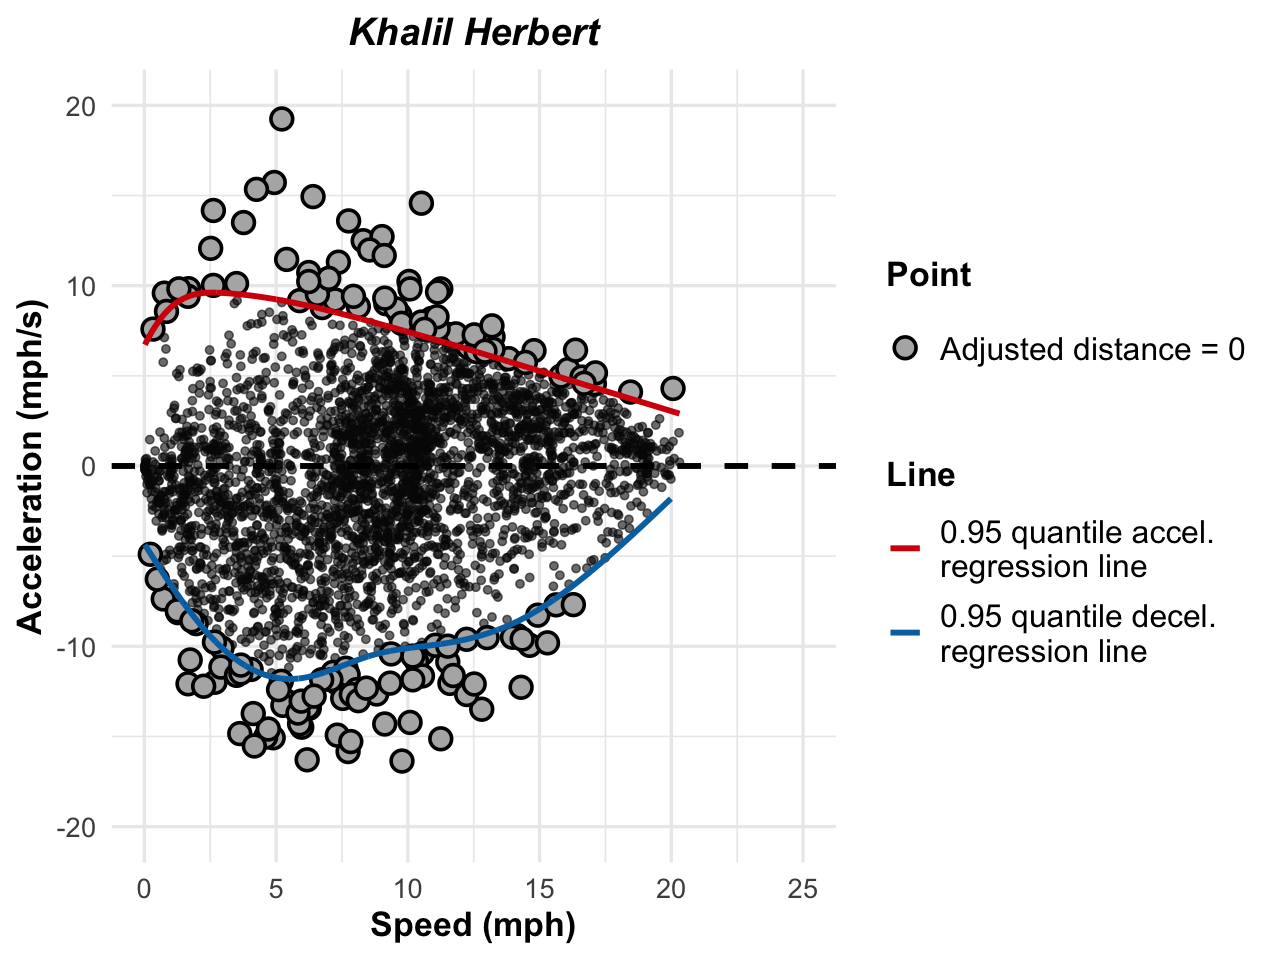 Khalil Herbert
20
10
0
-10
-20
Acceleration (mph/s)
0 5 10 15 20 25
Speed (mph)
Point
Adjusted distance = 0
Line
0.95 quantile accel.
regression line
0.95 quantile decel.
regression line